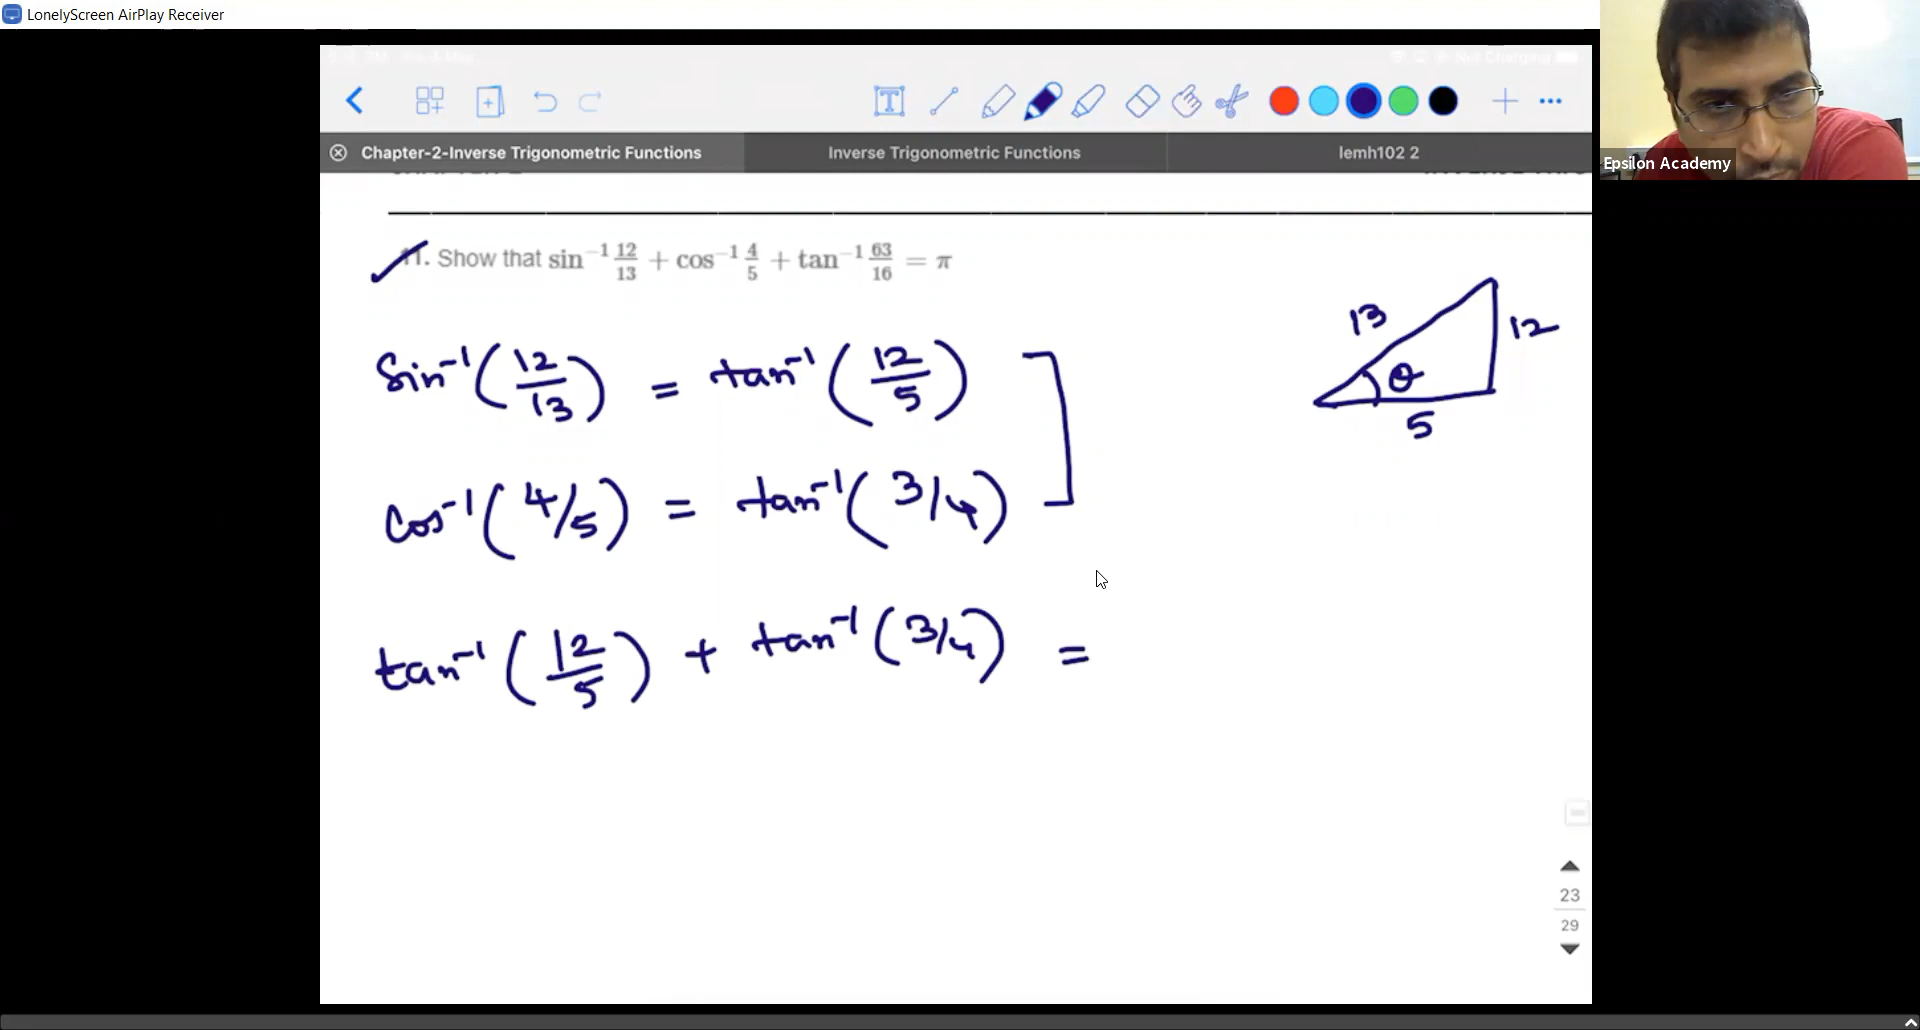 LonelyScreen AirPlay Receiver
Epsilon Academy
Chapter-2-Inverse Trigonometric Functions
Inverse Trigonometric Functions
lemh102 2
11. Show that sin⁻¹ 12/13 + cos⁻¹ 4/5 + tan⁻¹ 63/16 = π
Sin⁻¹(12/13) = tan⁻¹(12/5)
Cos⁻¹(4/5) = tan⁻¹(3/4)
tan⁻¹(12/5) + tan⁻¹(3/4) =
13
12
θ
5
23
29